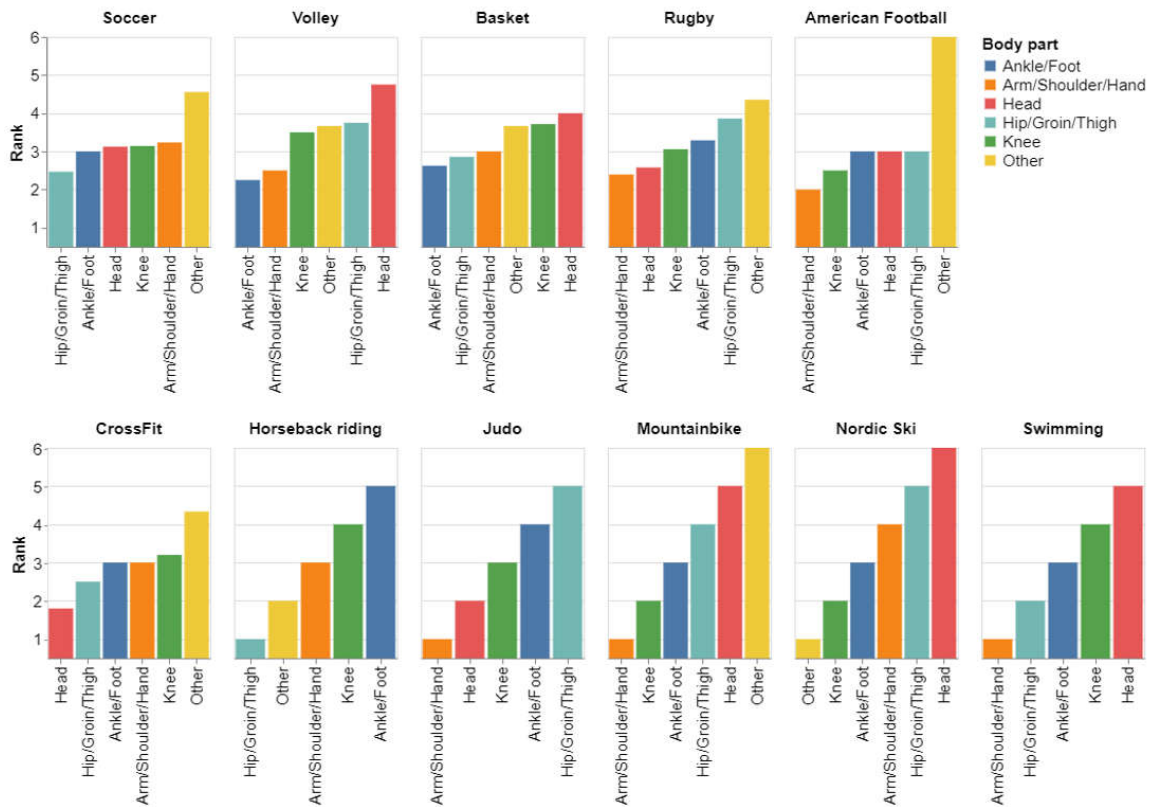 Soccer
Volley
Basket
Rugby
American Football
Rank
6
5
4
3
2
1
Hip/Groin/Thigh
Ankle/Foot
Head
Knee
Arm/Shoulder/Hand
Other
Ankle/Foot
Arm/Shoulder/Hand
Knee
Other
Hip/Groin/Thigh
Head
Ankle/Foot
Hip/Groin/Thigh
Arm/Shoulder/Hand
Other
Knee
Head
Arm/Shoulder/Hand
Head
Knee
Ankle/Foot
Hip/Groin/Thigh
Other
Arm/Shoulder/Hand
Knee
Ankle/Foot
Head
Hip/Groin/Thigh
Other
Body part
Ankle/Foot
Arm/Shoulder/Hand
Head
Hip/Groin/Thigh
Knee
Other
CrossFit
Horseback riding
Judo
Mountainbike
Nordic Ski
Swimming
Rank
6
5
4
3
2
1
Head
Hip/Groin/Thigh
Ankle/Foot
Arm/Shoulder/Hand
Knee
Other
Hip/Groin/Thigh
Other
Arm/Shoulder/Hand
Knee
Ankle/Foot
Arm/Shoulder/Hand
Head
Knee
Ankle/Foot
Hip/Groin/Thigh
Arm/Shoulder/Hand
Knee
Ankle/Foot
Hip/Groin/Thigh
Head
Other
Other
Knee
Ankle/Foot
Arm/Shoulder/Hand
Hip/Groin/Thigh
Head
Arm/Shoulder/Hand
Hip/Groin/Thigh
Ankle/Foot
Knee
Head